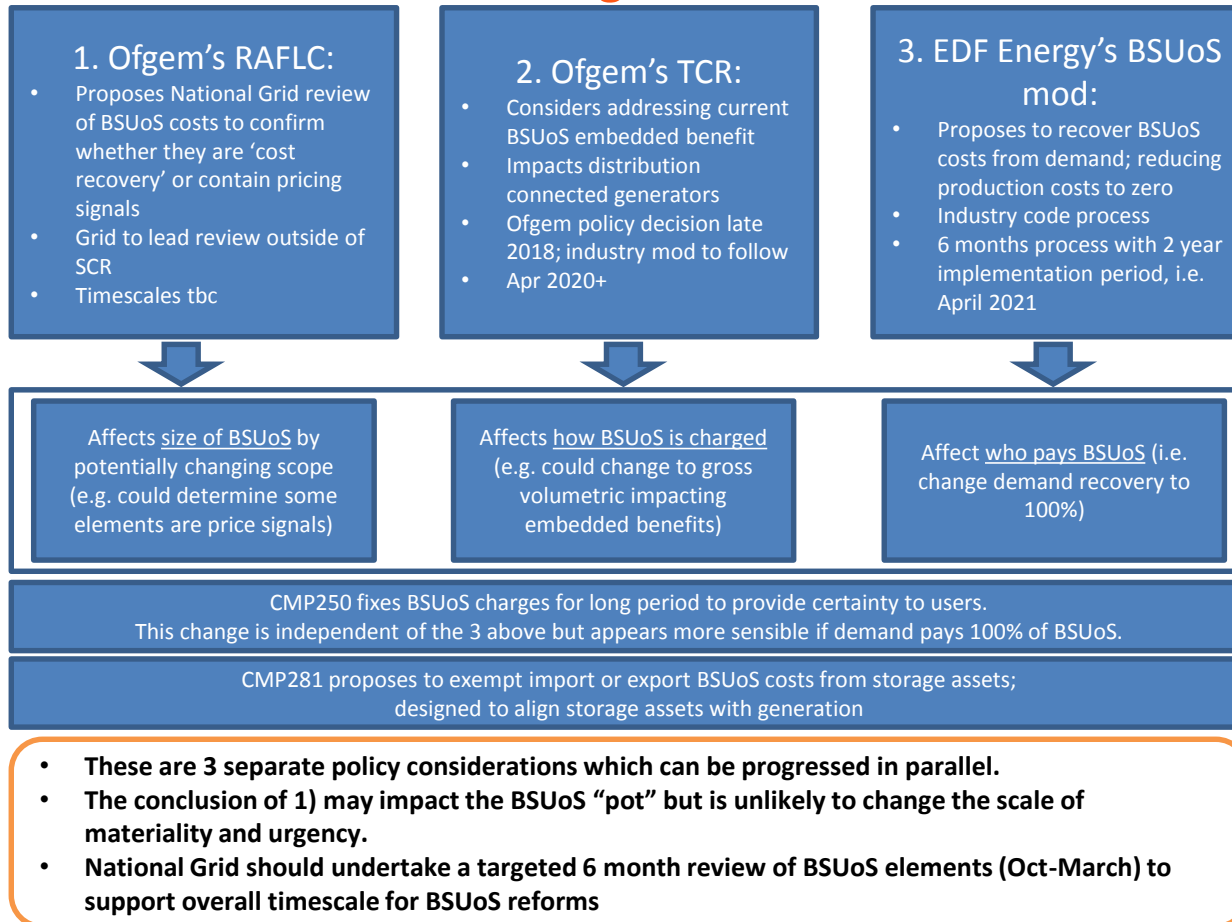 1. Ofgem's RAFLC:
• Proposes National Grid review
of BSUoS costs to confirm
whether they are 'cost
recovery' or contain pricing
signals
• Grid to lead review outside of
SCR
• Timescales tbc
2. Ofgem's TCR:
• Considers addressing current
BSUoS embedded benefit
• Impacts distribution
connected generators
• Ofgem policy decision late
2018; industry mod to follow
• Apr 2020+
3. EDF Energy's BSUoS
mod:
• Proposes to recover BSUoS
costs from demand; reducing
production costs to zero
• Industry code process
• 6 months process with 2 year
implementation period, i.e.
April 2021
Affects size of BSUoS by
potentially changing scope
(e.g. could determine some
elements are price signals)
Affects how BSUoS is charged
(e.g. could change to gross
volumetric impacting
embedded benefits)
Affect who pays BSUoS (i.e.
change demand recovery to
100%)
CMP250 fixes BSUoS charges for long period to provide certainty to users.
This change is independent of the 3 above but appears more sensible if demand pays 100% of BSUoS.
CMP281 proposes to exempt import or export BSUoS costs from storage assets;
designed to align storage assets with generation
• These are 3 separate policy considerations which can be progressed in parallel.
• The conclusion of 1) may impact the BSUoS "pot" but is unlikely to change the scale of
materiality and urgency.
• National Grid should undertake a targeted 6 month review of BSUoS elements (Oct-March) to
support overall timescale for BSUoS reforms